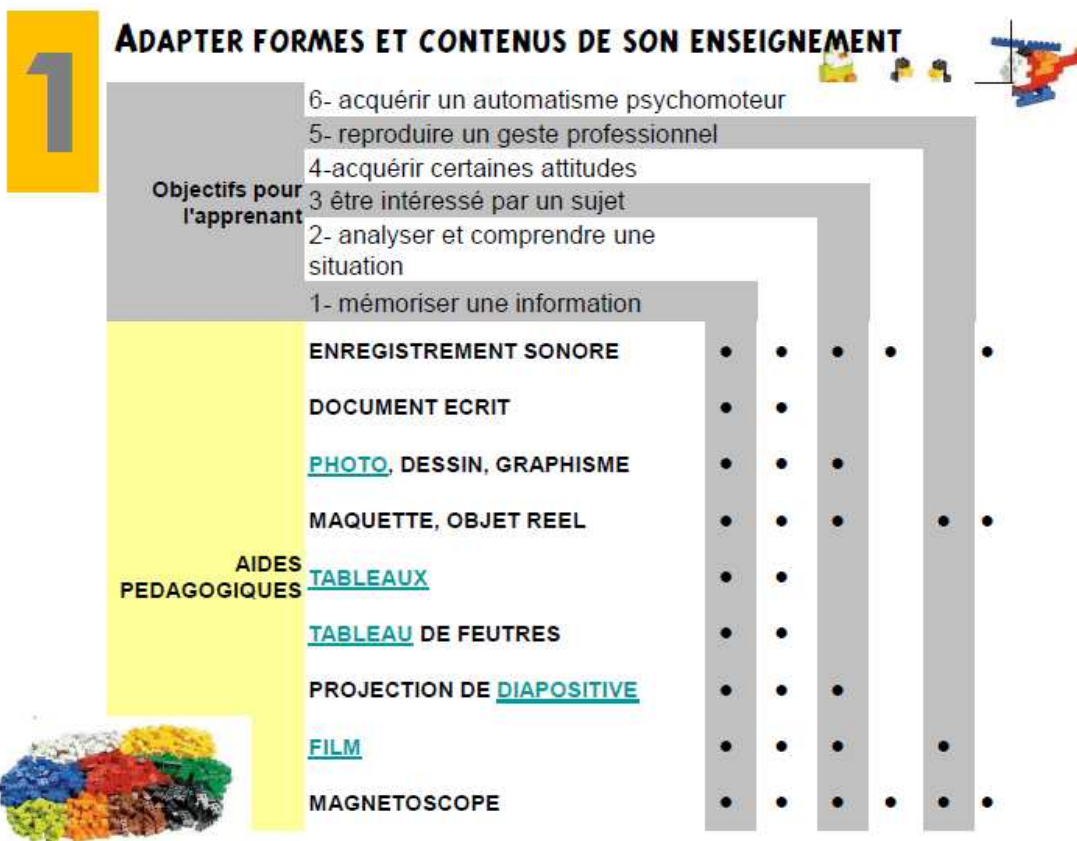 1
ADAPTER FORMES ET CONTENUS DE SON ENSEIGNEMENT
Objectifs pour
l'apprenant
6- acquérir un automatisme psychomoteur
5- reproduire un geste professionnel
4-acquérir certaines attitudes
3 être intéressé par un sujet
2- analyser et comprendre une
situation
1- mémoriser une information
AIDES
PEDAGOGIQUES
ENREGISTREMENT SONORE • • • • •
DOCUMENT ECRIT • •
PHOTO, DESSIN, GRAPHISME • • •
MAQUETTE, OBJET REEL • • • • •
TABLEAUX • •
TABLEAU DE FEUTRES • •
PROJECTION DE DIAPOSITIVE • • •
FILM • • • •
MAGNETOSCOPE • • • • • •